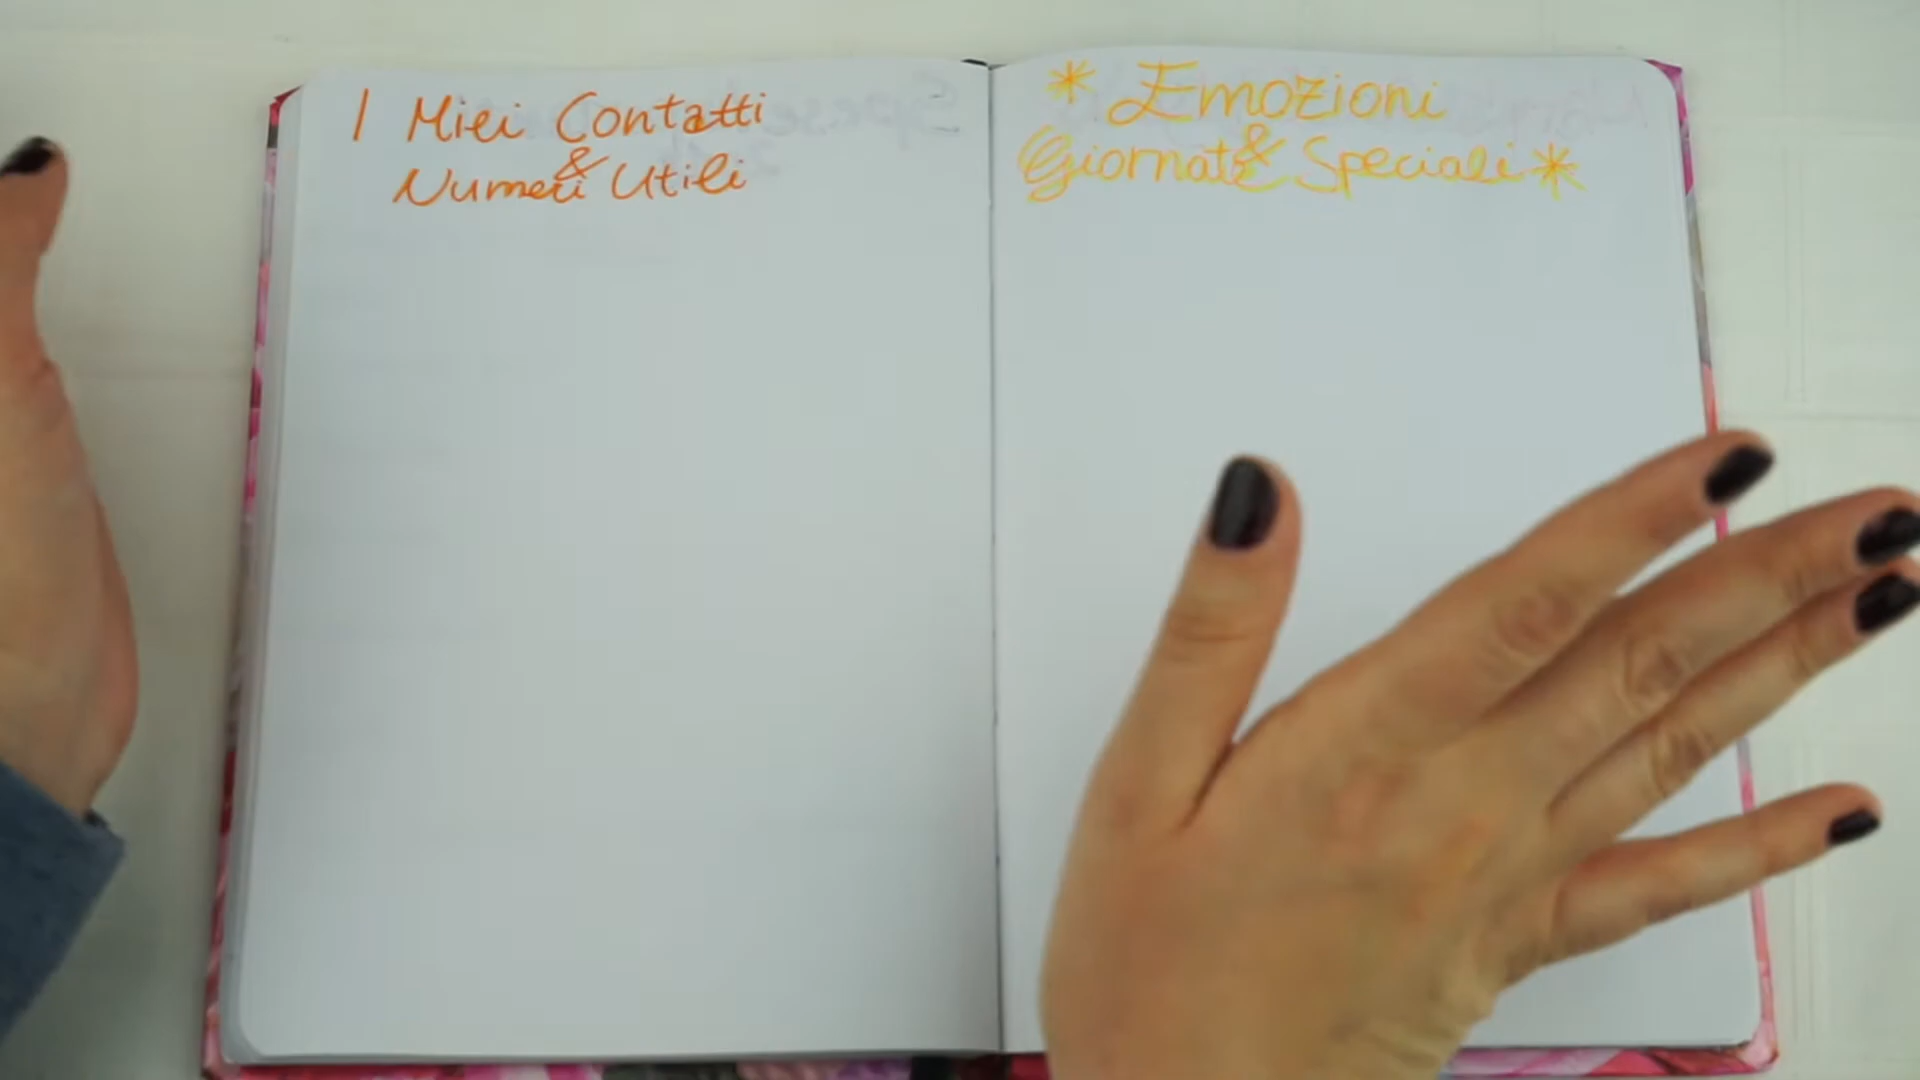 I Miei Contatti
&
Numeri Utili
* Emozioni
&
Giornate Speciali *